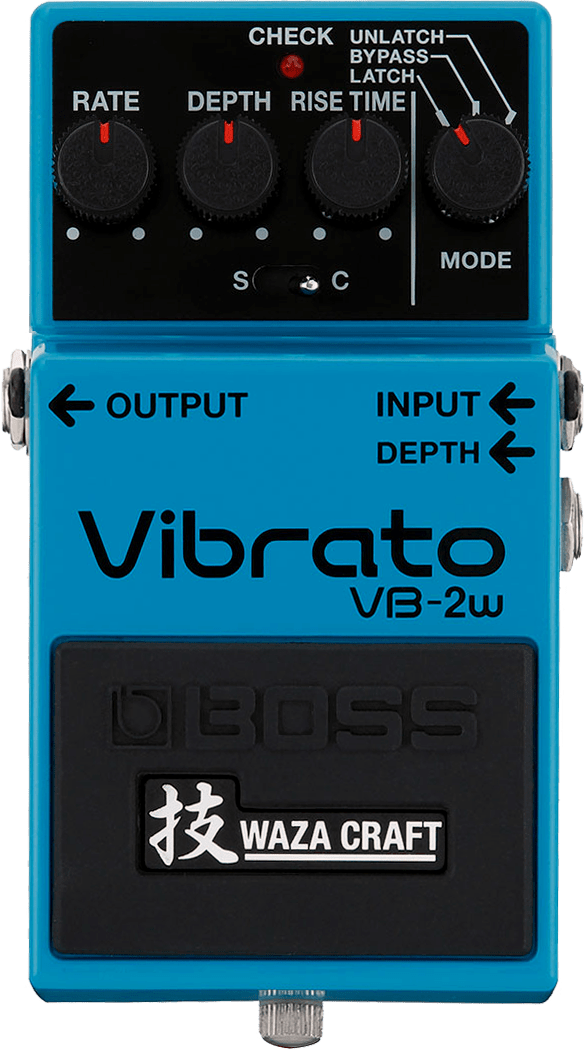 CHECK
UNLATCH
BYPASS
LATCH
RATE
DEPTH
RISE TIME
MODE
S
C
OUTPUT
INPUT
DEPTH
Vibrato
VB-2w
BOSS
技 WAZA CRAFT